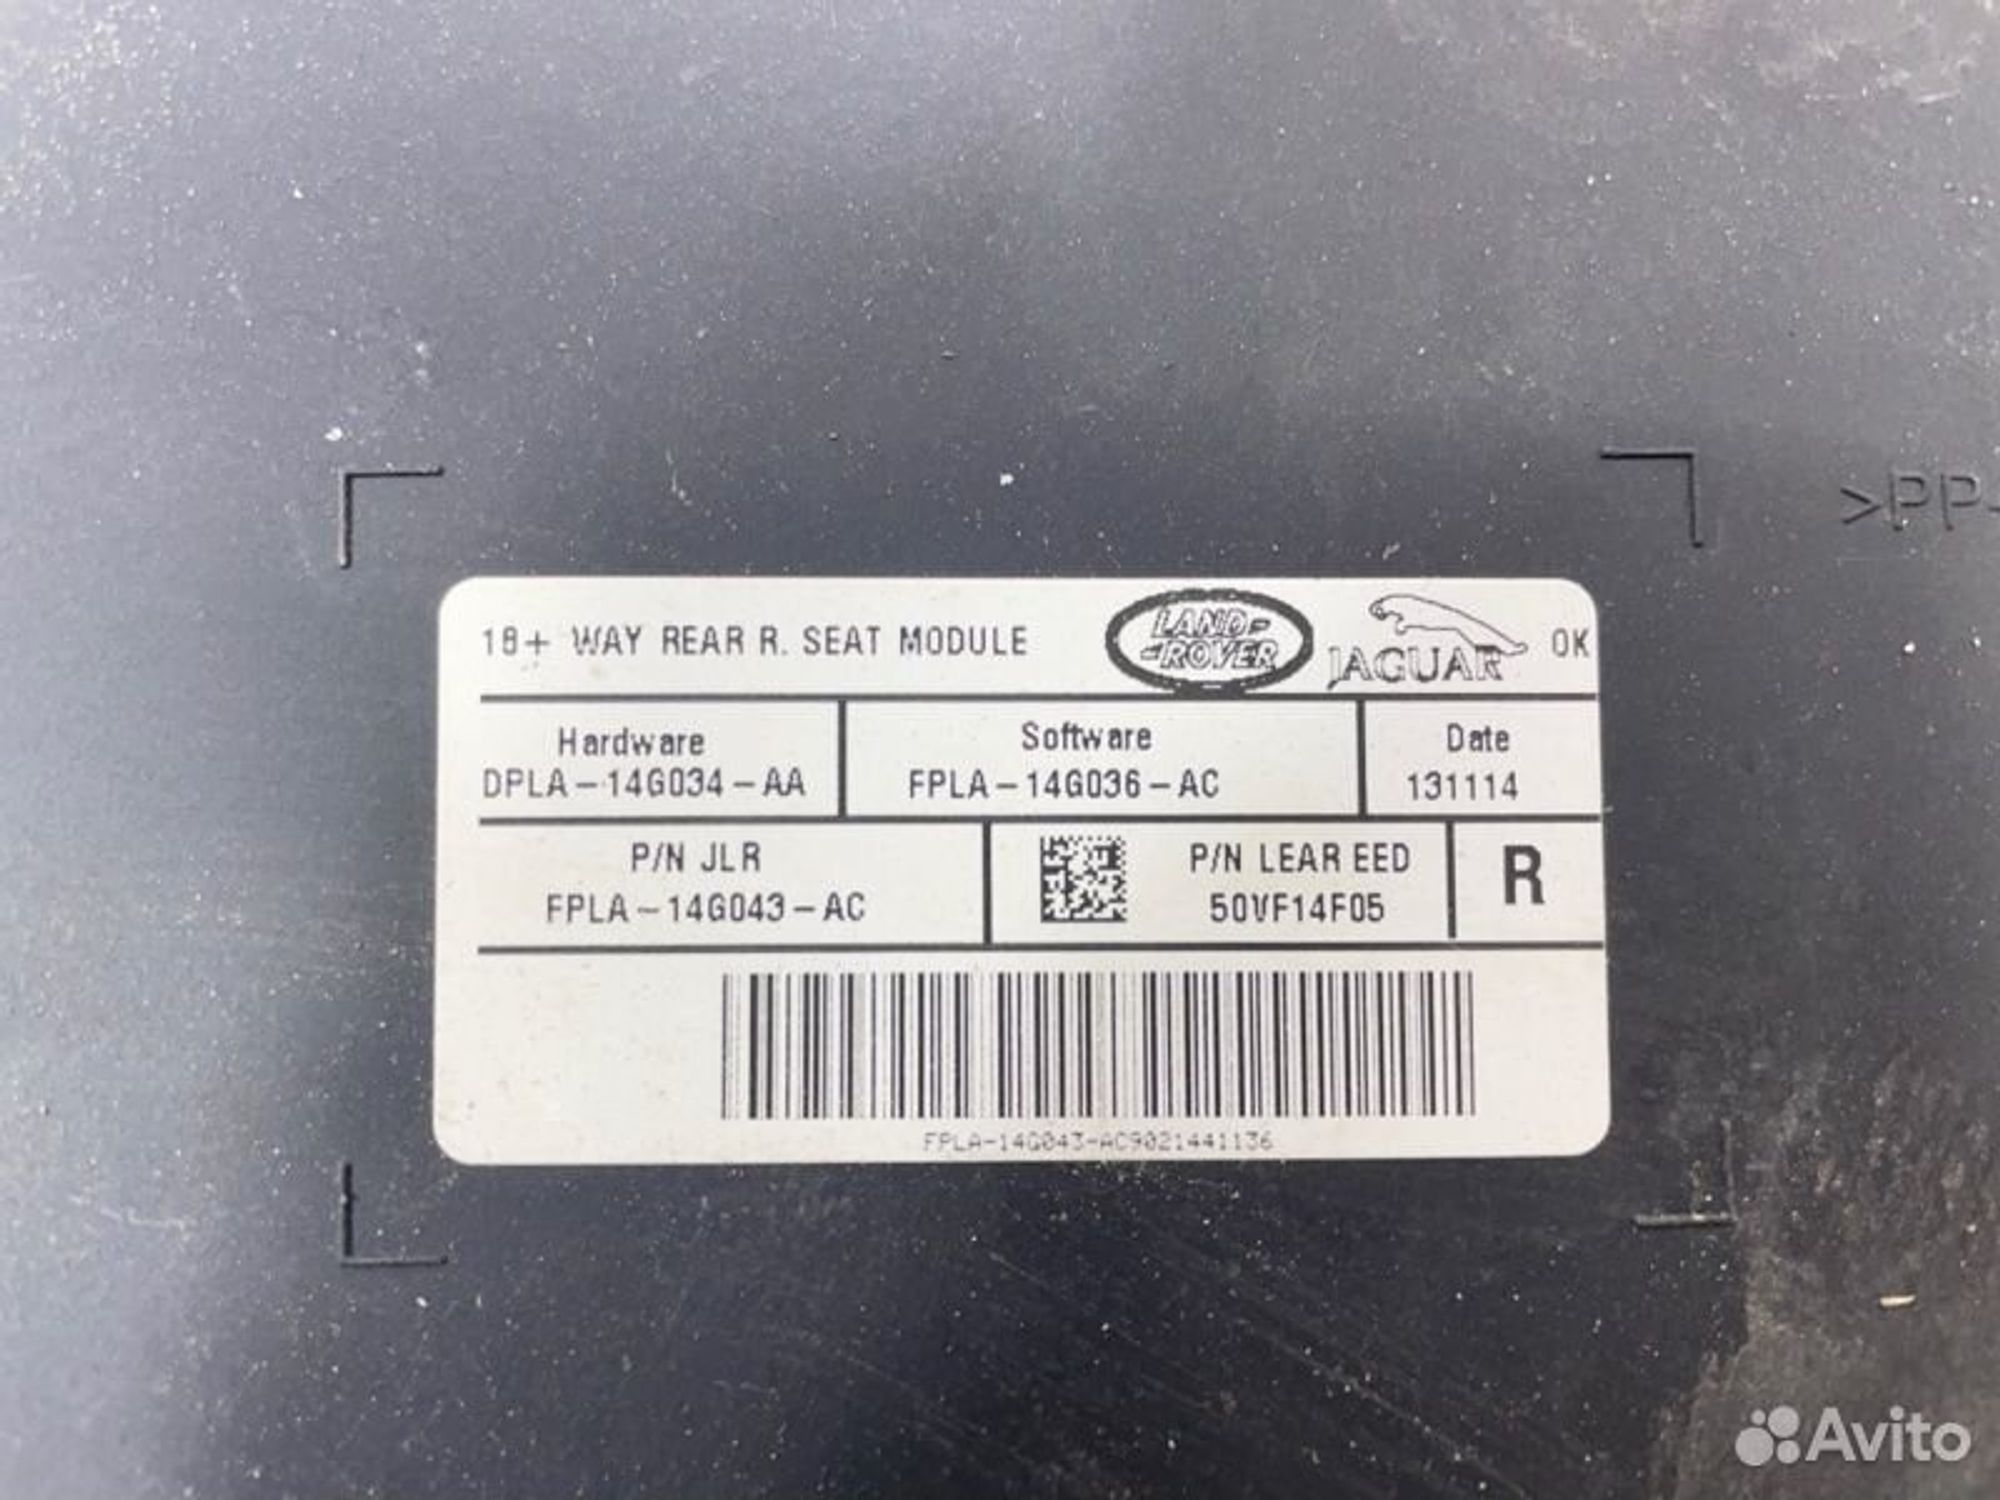 >PP-
18+ WAY REAR R. SEAT MODULE
LAND-
-ROVER
JAGUAR
OK
Hardware
DPLA-14G034-AA
Software
FPLA-14G036-AC
Date
131114
P/N JLR
FPLA-14G043-AC
P/N LEAR EED
50VF14F05
R
FPLA-14G043-AC9021441136
Avito